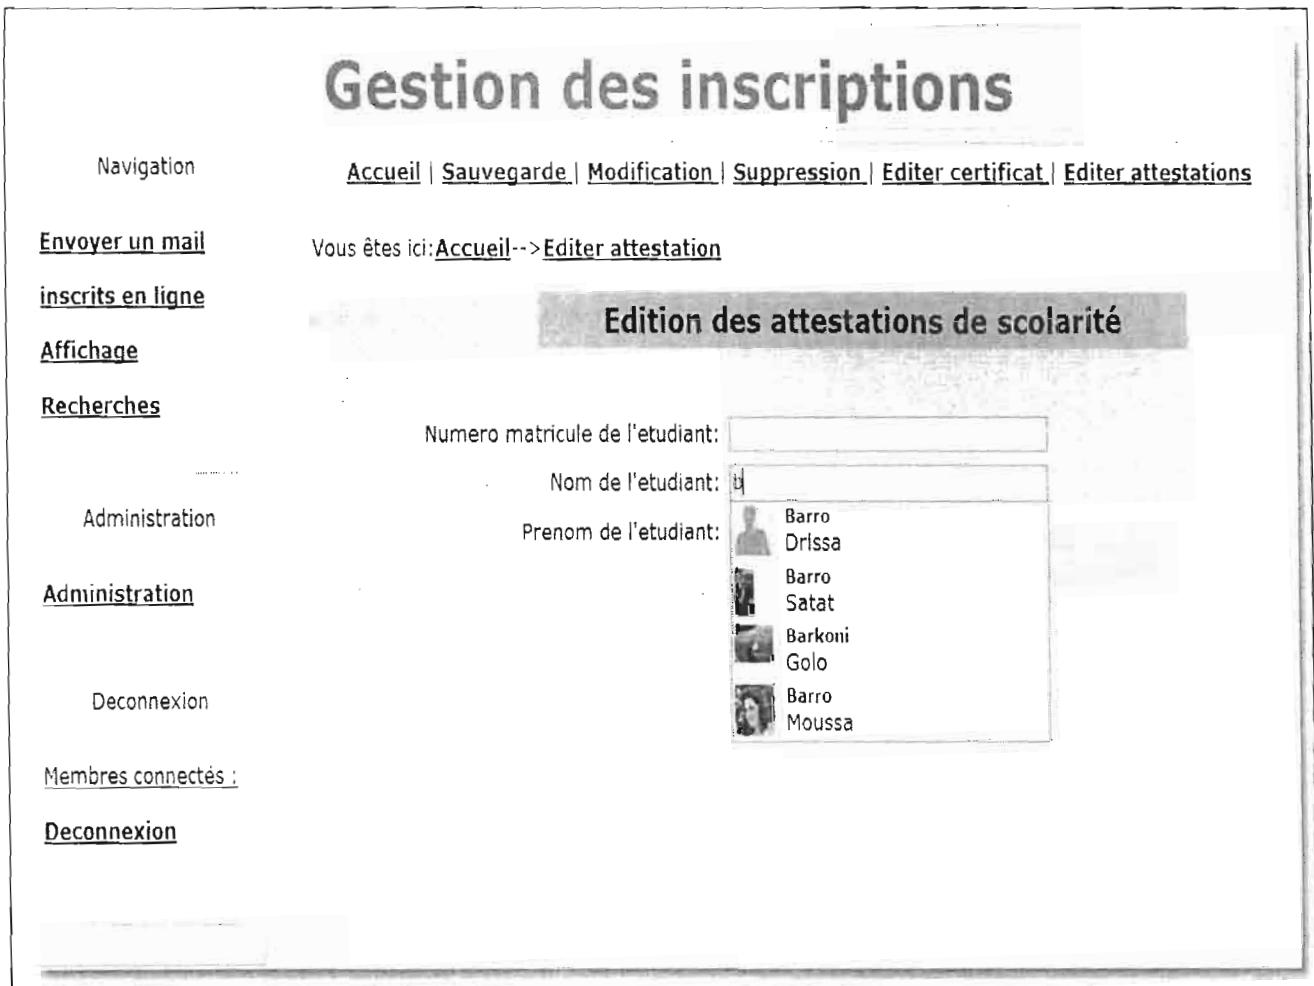 Gestion des inscriptions
Navigation
Accueil | Sauvegarde | Modification | Suppression | Editer certificat | Editer attestations
Envoyer un mail
Vous êtes ici:Accueil-->Editer attestation
inscrits en ligne
Edition des attestations de scolarité
Affichage
Recherches
Numero matricule de l'etudiant:
Nom de l'etudiant: b
Administration
Prenom de l'etudiant:
Barro
Drissa
Administration
Barro
Satat
Barkoni
Golo
Deconnexion
Barro
Moussa
Membres connectés :
Deconnexion